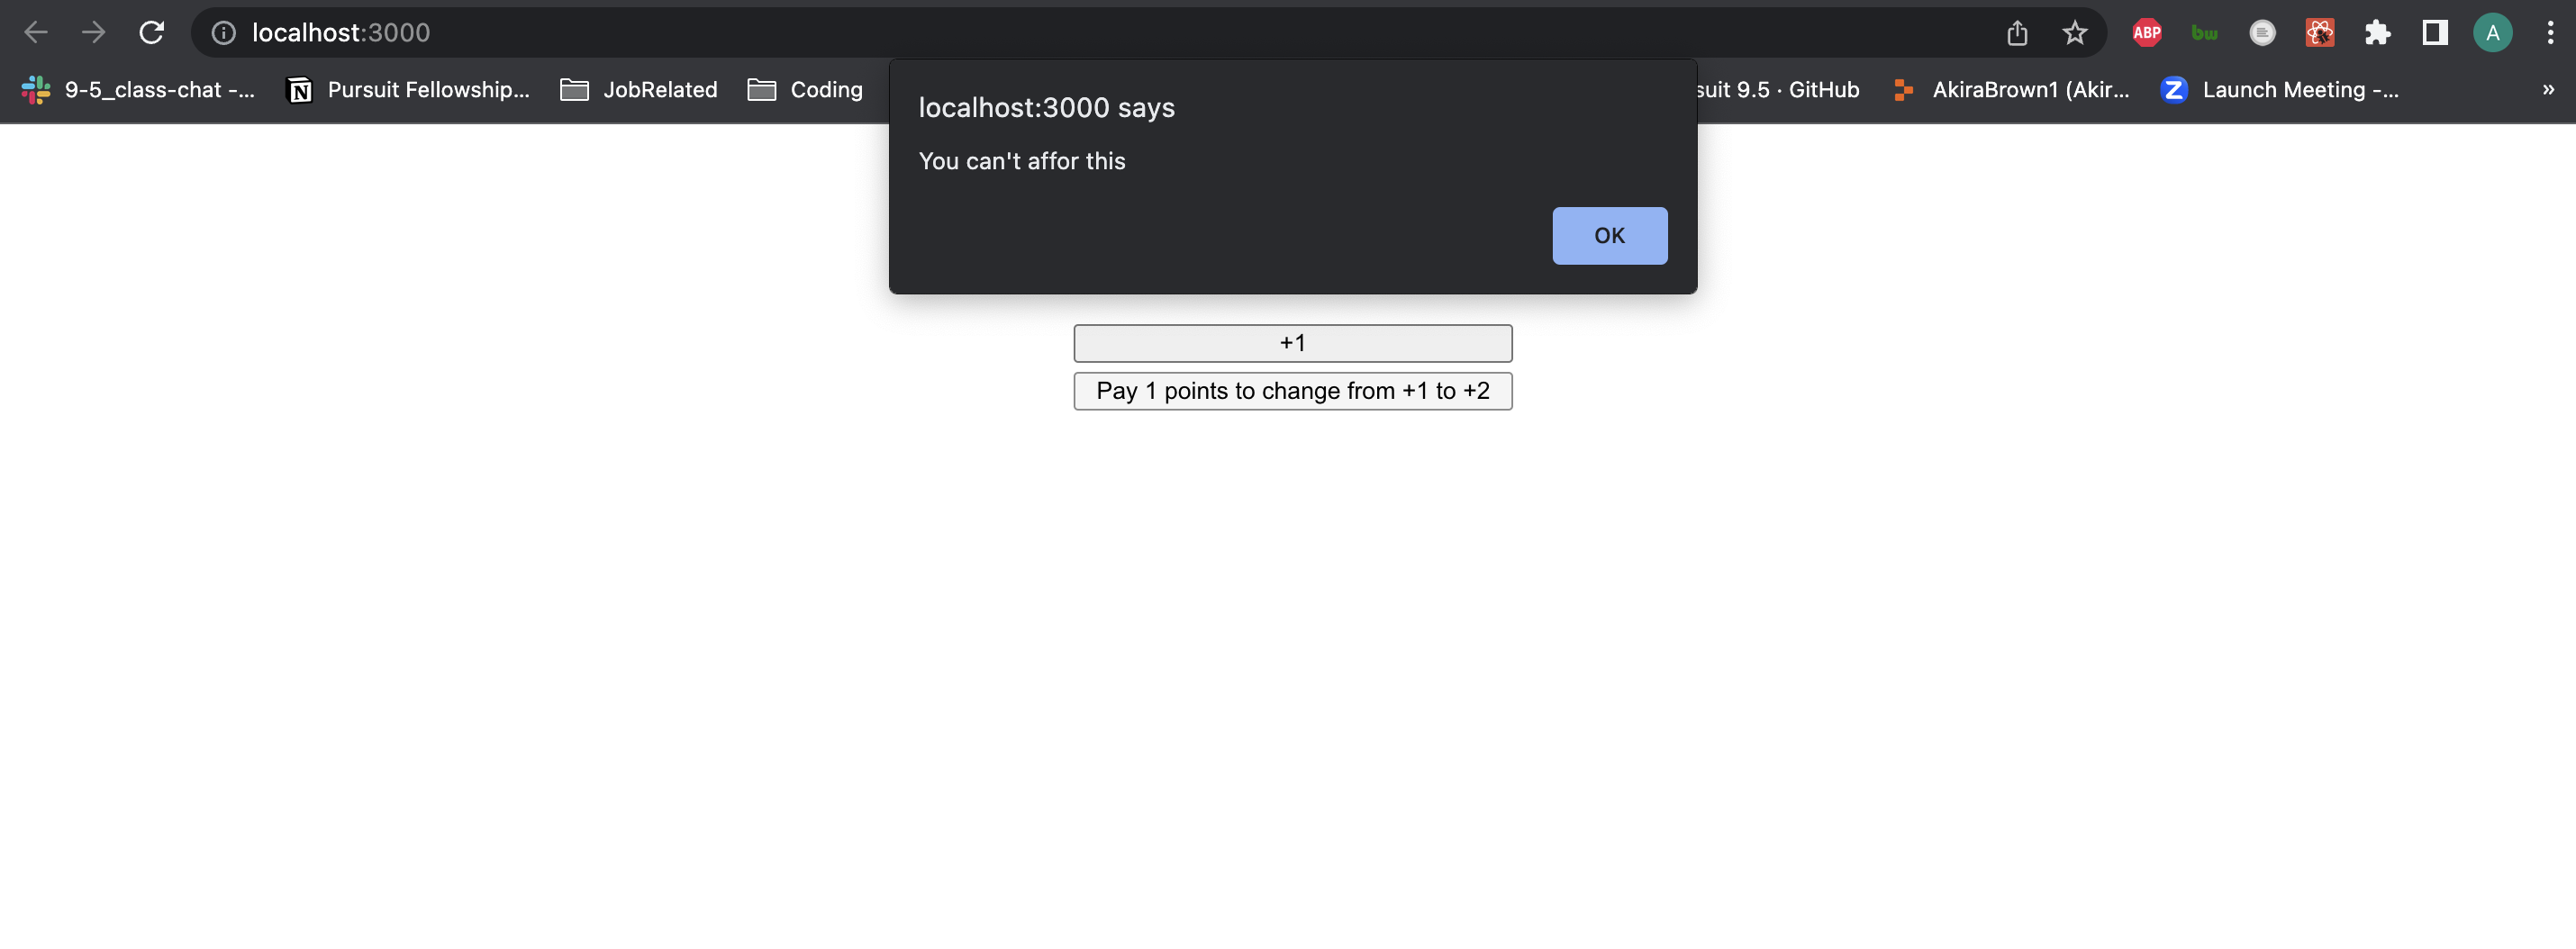 localhost:3000
ABP
bw
A
9-5_class-chat -...
Pursuit Fellowship...
JobRelated
Coding
suit 9.5 · GitHub
AkiraBrown1 (Akir...
Launch Meeting -...
»
localhost:3000 says
You can't affor this
OK
+1
Pay 1 points to change from +1 to +2